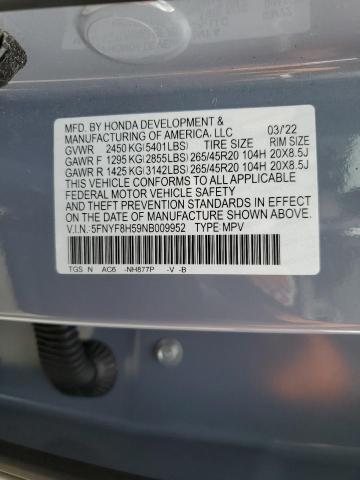 MFD. BY HONDA DEVELOPMENT &
MANUFACTURING OF AMERICA, LLC 03/'22
GVWR 2450 KG(5401LBS) TIRE SIZE RIM SIZE
GAWR F 1295 KG(2855LBS) 265/45R20 104H 20X8.5J
GAWR R 1425 KG(3142LBS) 265/45R20 104H 20X8.5J
THIS VEHICLE CONFORMS TO ALL APPLICABLE
FEDERAL MOTOR VEHICLE SAFETY
AND THEFT PREVENTION STANDARDS IN EFFECT
ON THE DATE OF MANUFACTURE SHOWN ABOVE.
V.I.N.: 5FNYF8H59NB009952 TYPE MPV
TGS N AC6 -NH877P -V -B